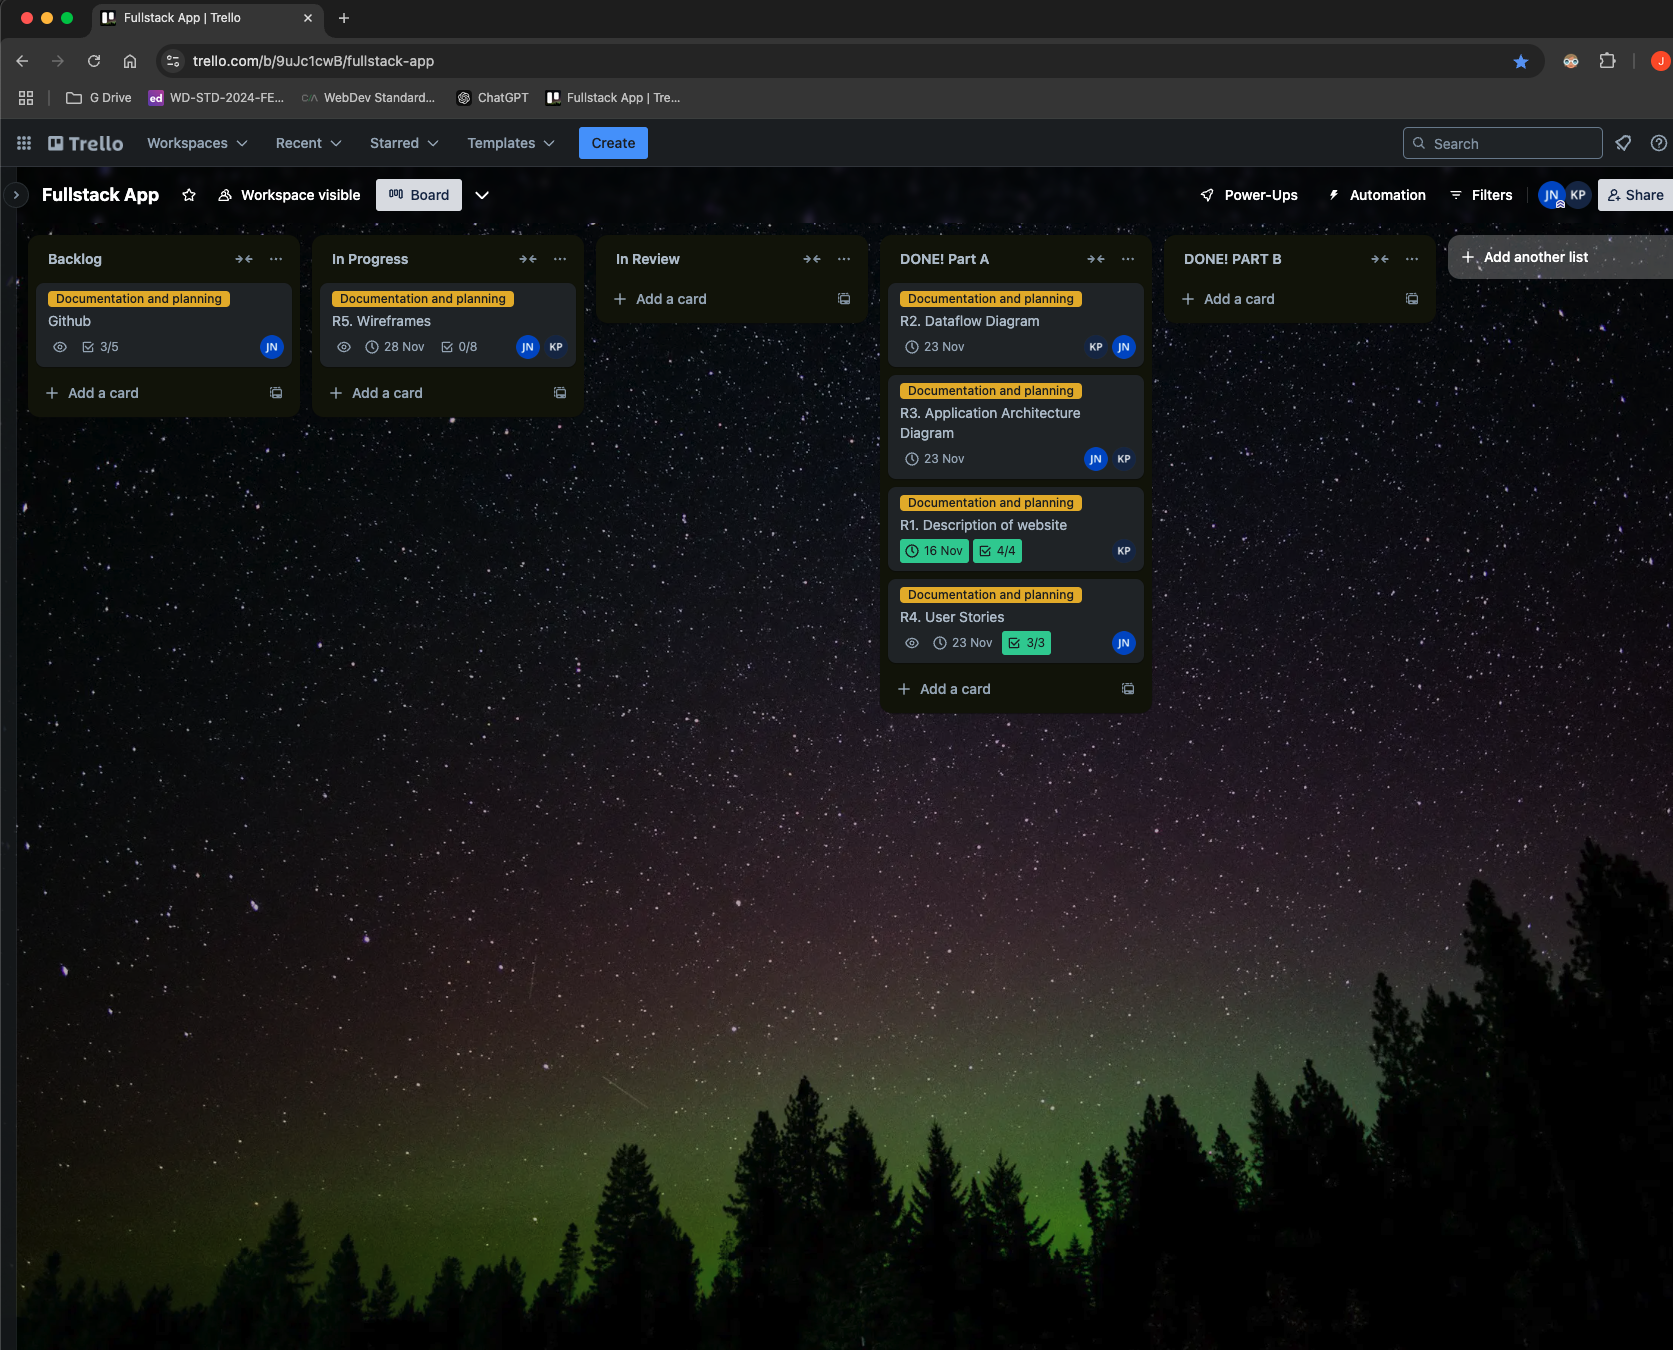 Fullstack App | Trello
trello.com/b/9uJc1cwB/fullstack-app
J
G Drive
ed WD-STD-2024-FE...
C/\ WebDev Standard...
ChatGPT
Fullstack App | Tre...
Trello
Workspaces
Recent
Starred
Templates
Create
Search
Fullstack App
Workspace visible
Board
Power-Ups
Automation
Filters
JN
KP
Share
Backlog
Documentation and planning
Github
3/5
JN
Add a card
In Progress
Documentation and planning
R5. Wireframes
28 Nov
0/8
JN
KP
Add a card
In Review
Add a card
DONE! Part A
Documentation and planning
R2. Dataflow Diagram
23 Nov
KP
JN
Documentation and planning
R3. Application Architecture
Diagram
23 Nov
JN
KP
Documentation and planning
R1. Description of website
16 Nov
4/4
KP
Documentation and planning
R4. User Stories
23 Nov
3/3
JN
Add a card
DONE! PART B
Add a card
Add another list